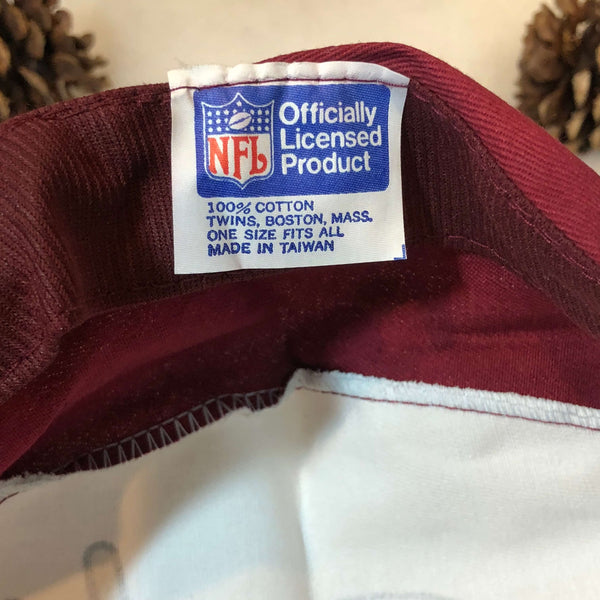 NFL
Officially
Licensed
Product
100% COTTON
TWINS, BOSTON, MASS.
ONE SIZE FITS ALL
MADE IN TAIWAN